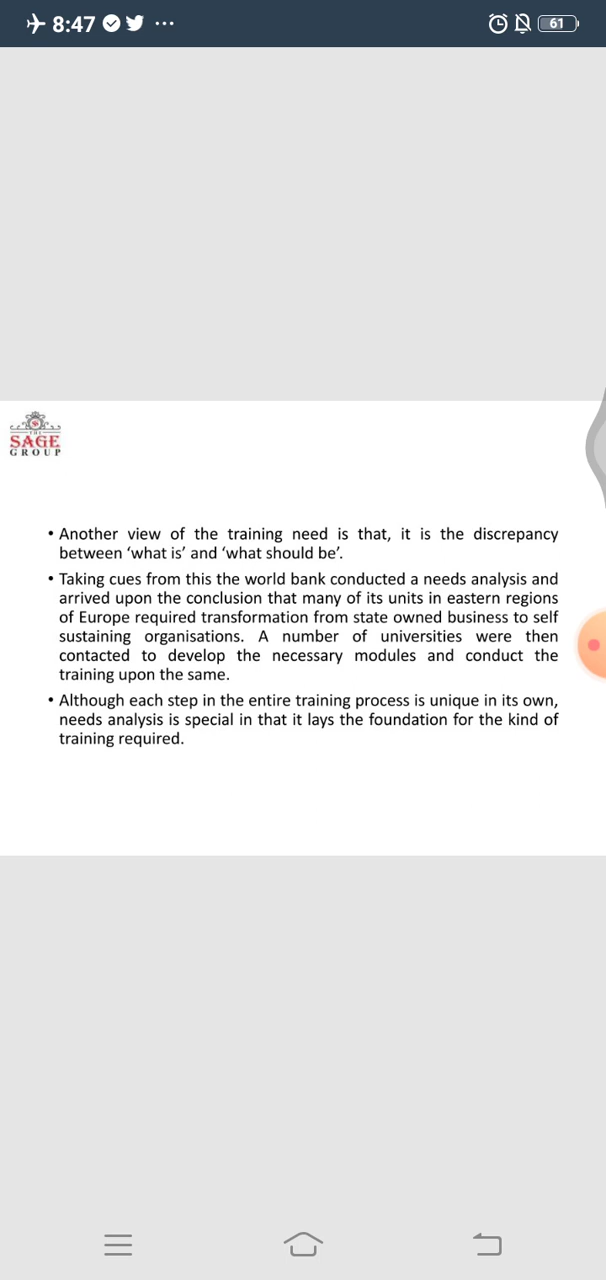 8:47 ...
61
THE
SAGE
GROUP
• Another view of the training need is that, it is the discrepancy
between ‘what is’ and ‘what should be’.
• Taking cues from this the world bank conducted a needs analysis and
arrived upon the conclusion that many of its units in eastern regions
of Europe required transformation from state owned business to self
sustaining organisations. A number of universities were then
contacted to develop the necessary modules and conduct the
training upon the same.
• Although each step in the entire training process is unique in its own,
needs analysis is special in that it lays the foundation for the kind of
training required.